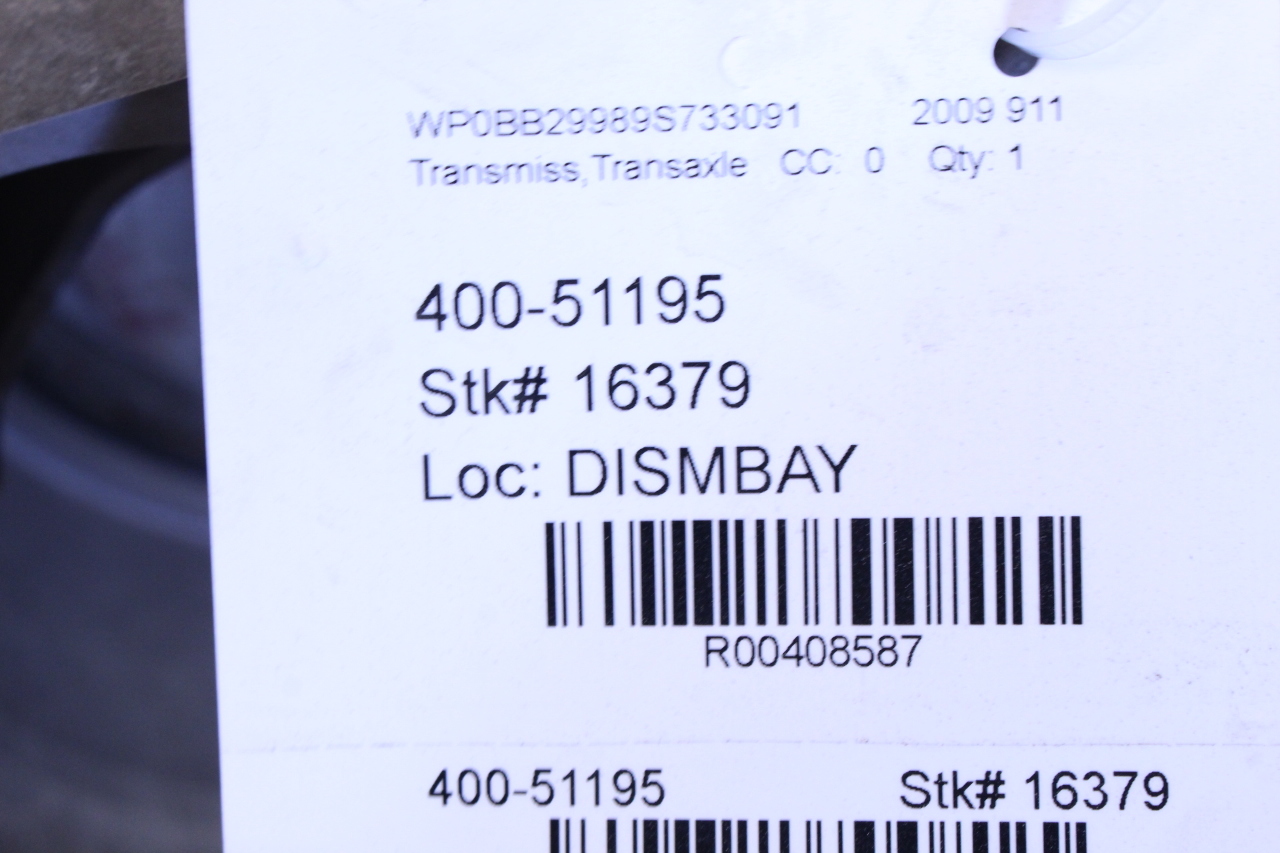 WP0BB29989S733091 2009 911
Transmiss,Transaxle CC: 0 Qty: 1
400-51195
Stk# 16379
Loc: DISMBAY
R00408587
400-51195 Stk# 16379